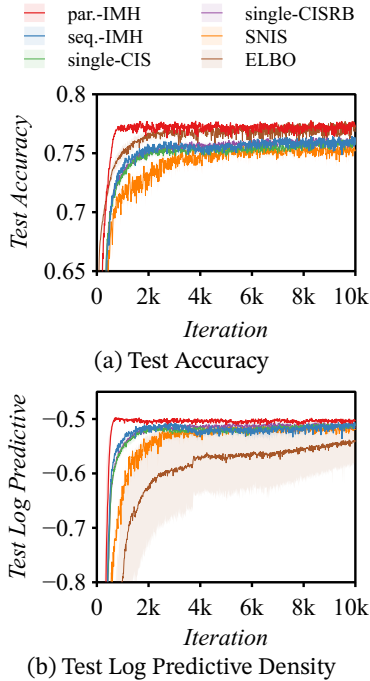 par.-IMH single-CISRB
seq.-IMH SNIS
single-CIS ELBO
0.8
0.75
0.7
0.65
Test Accuracy
0 2k 4k 6k 8k 10k
Iteration
(a) Test Accuracy
−0.5
−0.6
−0.7
−0.8
Test Log Predictive
0 2k 4k 6k 8k 10k
Iteration
(b) Test Log Predictive Density